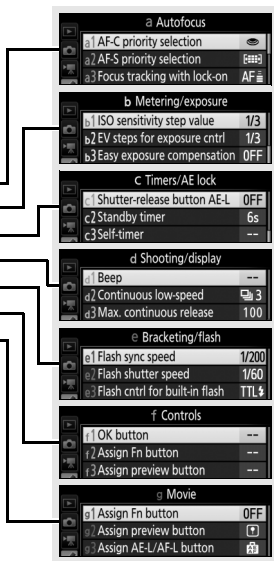 a Autofocus
a1 AF-C priority selection
a2 AF-S priority selection
a3 Focus tracking with lock-on AF
b Metering/exposure
b1 ISO sensitivity step value 1/3
b2 EV steps for exposure cntrl 1/3
b3 Easy exposure compensation OFF
c Timers/AE lock
c1 Shutter-release button AE-L OFF
c2 Standby timer 6s
c3 Self-timer --
d Shooting/display
d1 Beep --
d2 Continuous low-speed 3
d3 Max. continuous release 100
e Bracketing/flash
e1 Flash sync speed 1/200
e2 Flash shutter speed 1/60
e3 Flash cntrl for built-in flash TTL
f Controls
f1 OK button --
f2 Assign Fn button --
f3 Assign preview button --
g Movie
g1 Assign Fn button OFF
g2 Assign preview button
g3 Assign AE-L/AF-L button